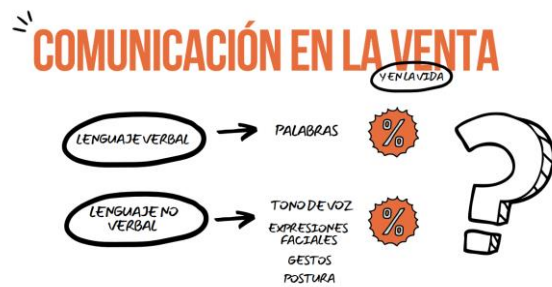 COMUNICACIÓN EN LA VENTA
Y EN LA VIDA
LENGUAJE VERBAL
PALABRAS
%
LENGUAJE NO
VERBAL
TONO DE VOZ
EXPRESIONES
FACIALES
GESTOS
POSTURA
%
?